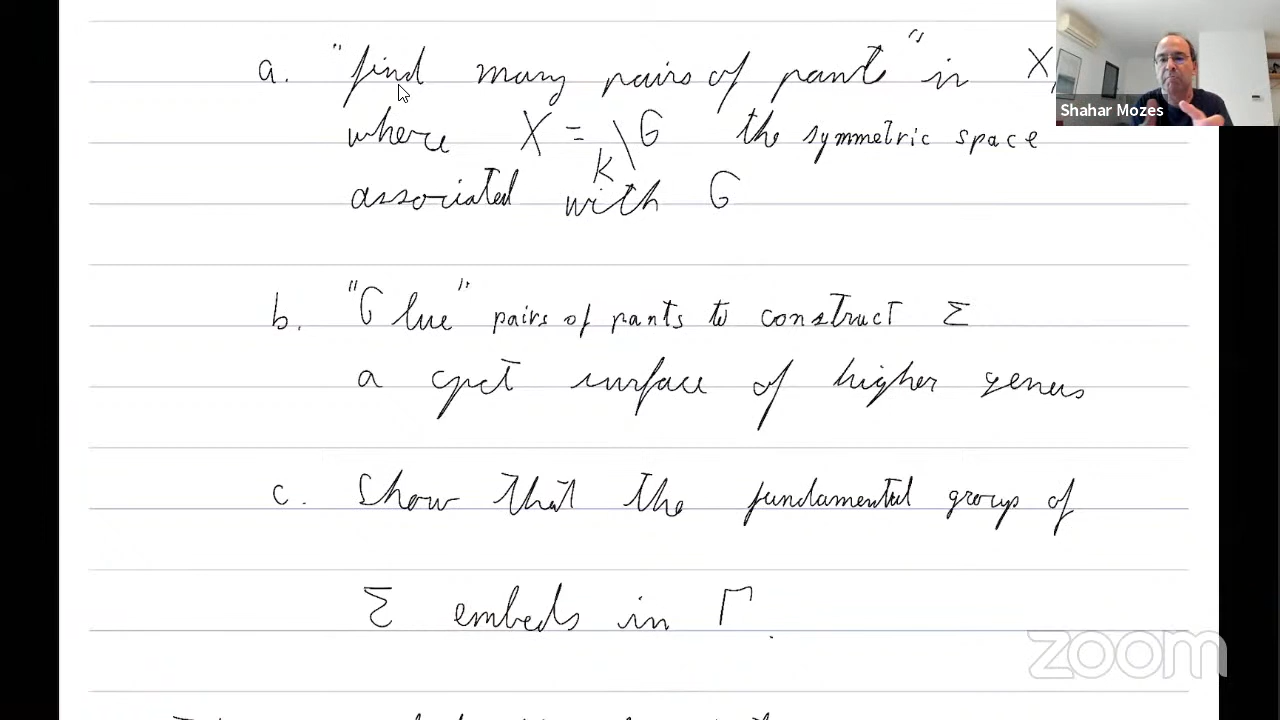 a. "find many pairs of pants" in X,
where X = K\G the symmetric space
associated with G
b. "Glue" pairs of pants to construct Σ
a cpct surface of higher genus
c. Show that the fundamental group of
Σ embeds in Γ.
Shahar Mozes
zoom